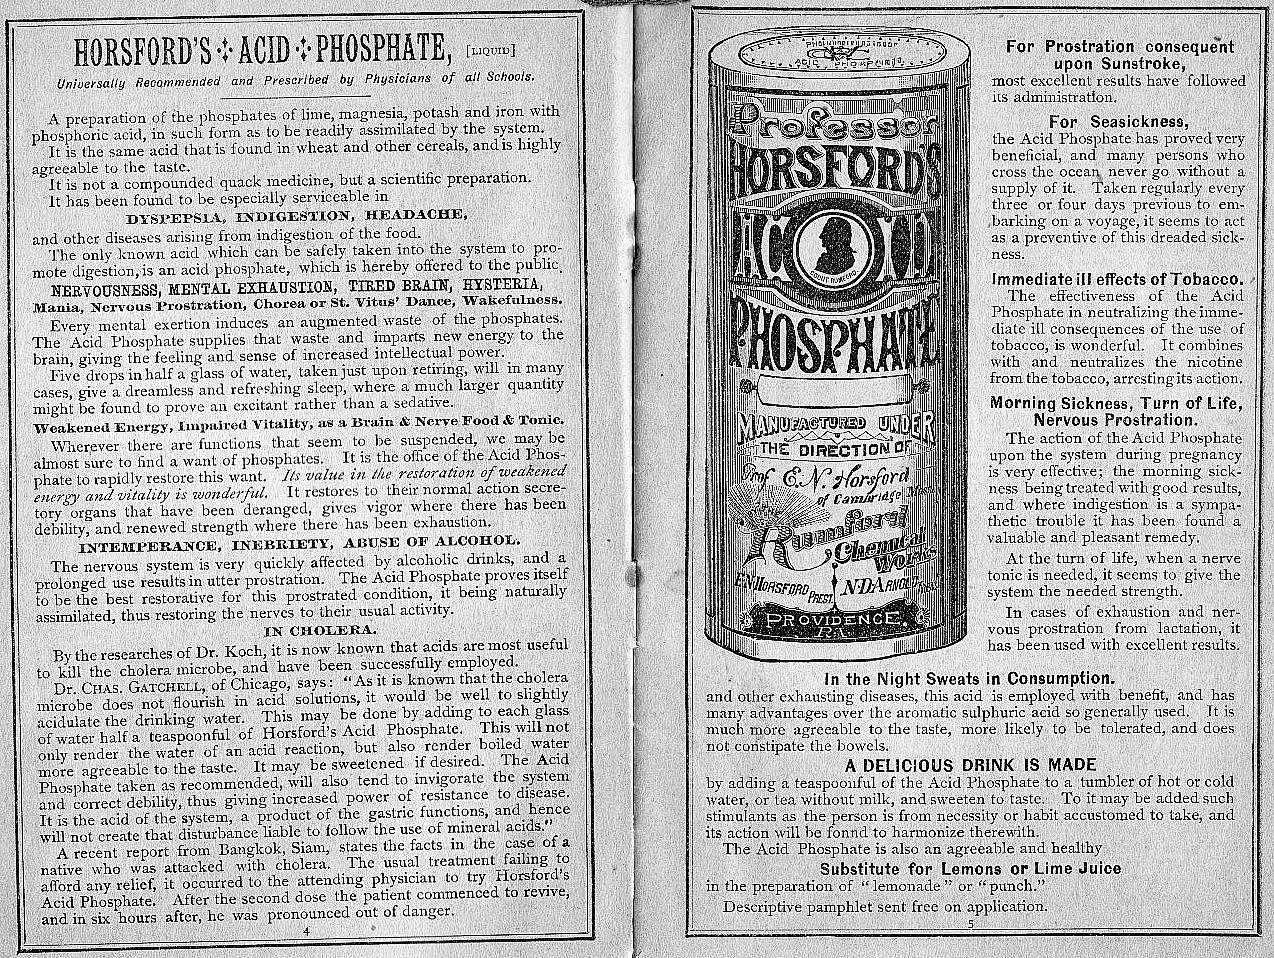 HORSFORD'S ACID PHOSPHATE, [LIQUID]
Universally Recommended and Prescribed by Physicians of all Schools.
A preparation of the phosphates of lime, magnesia, potash and iron with
phosphoric acid, in such form as to be readily assimilated by the system.
It is the same acid that is found in wheat and other cereals, and is highly
agreeable to the taste.
It is not a compounded quack medicine, but a scientific preparation.
It has been found to be especially serviceable in
DYSPEPSIA, INDIGESTION, HEADACHE,
and other diseases arising from indigestion of the food.
The only known acid which can be safely taken into the system to pro-
mote digestion, is an acid phosphate, which is hereby offered to the public.
NERVOUSNESS, MENTAL EXHAUSTION, TIRED BRAIN, HYSTERIA,
Mania, Nervous Prostration, Chorea or St. Vitus' Dance, Wakefulness.
Every mental exertion induces an augmented waste of the phosphates.
The Acid Phosphate supplies that waste and imparts new energy to the
brain, giving the feeling and sense of increased intellectual power.
Five drops in half a glass of water, taken just upon retiring, will in many
cases, give a dreamless and refreshing sleep, where a much larger quantity
might be found to prove an excitant rather than a sedative.
Weakened Energy, Impaired Vitality, as a Brain & Nerve Food & Tonic.
Wherever there are functions that seem to be suspended, we may be
almost sure to find a want of phosphates. It is the office of the Acid Phos-
phate to rapidly restore this want. Its value in the restoration of weakened
energy and vitality is wonderful. It restores to their normal action secre-
tory organs that have been deranged, gives vigor where there has been
debility, and renewed strength where there has been exhaustion.
INTEMPERANCE, INEBRIETY, ABUSE OF ALCOHOL.
The nervous system is very quickly affected by alcoholic drinks, and a
prolonged use results in utter prostration. The Acid Phosphate proves itself
to be the best restorative for this prostrated condition, it being naturally
assimilated, thus restoring the nerves to their usual activity.
IN CHOLERA.
By the researches of Dr. Koch, it is now known that acids are most useful
to kill the cholera microbe, and have been successfully employed.
Dr. CHAS. GATCHELL, of Chicago, says: "As it is known that the cholera
microbe does not flourish in acid solutions, it would be well to slightly
acidulate the drinking water. This may be done by adding to each glass
of water half a teaspoonful of Horsford's Acid Phosphate. This will not
only render the water of an acid reaction, but also render boiled water
more agreeable to the taste. It may be sweetened if desired. The Acid
Phosphate taken as recommended, will also tend to invigorate the system
and correct debility, thus giving increased power of resistance to disease.
It is the acid of the system, a product of the gastric functions, and hence
will not create that disturbance liable to follow the use of mineral acids."
A recent report from Bangkok, Siam, states the facts in the case of a
native who was attacked with cholera. The usual treatment failing to
afford any relief, it occurred to the attending physician to try Horsford's
Acid Phosphate. After the second dose the patient commenced to revive,
and in six hours after, he was pronounced out of danger.
4
Professor
HORSFORD'S
ACID
COUNT RUMFORD
PHOSPHATE
MANUFACTURED UNDER
THE DIRECTION OF
Prof E.N. Horsford
of Cambridge
Rumford
Chemical
Works
E.N. HORSFORD PREST. N.D. ARNOLD
PROVIDENCE,
R.I.
For Prostration consequent
upon Sunstroke,
most excellent results have followed
its administration.
For Seasickness,
the Acid Phosphate has proved very
beneficial, and many persons who
cross the ocean never go without a
supply of it. Taken regularly every
three or four days previous to em-
barking on a voyage, it seems to act
as a preventive of this dreaded sick-
ness.
Immediate ill effects of Tobacco.
The effectiveness of the Acid
Phosphate in neutralizing the imme-
diate ill consequences of the use of
tobacco, is wonderful. It combines
with and neutralizes the nicotine
from the tobacco, arresting its action.
Morning Sickness, Turn of Life,
Nervous Prostration.
The action of the Acid Phosphate
upon the system during pregnancy
is very effective; the morning sick-
ness being treated with good results,
and where indigestion is a sympa-
thetic trouble it has been found a
valuable and pleasant remedy.
At the turn of life, when a nerve
tonic is needed, it seems to give the
system the needed strength.
In cases of exhaustion and ner-
vous prostration from lactation, it
has been used with excellent results.
In the Night Sweats in Consumption.
and other exhausting diseases, this acid is employed with benefit, and has
many advantages over the aromatic sulphuric acid so generally used. It is
much more agreeable to the taste, more likely to be tolerated, and does
not constipate the bowels.
A DELICIOUS DRINK IS MADE
by adding a teaspoonful of the Acid Phosphate to a tumbler of hot or cold
water, or tea without milk, and sweeten to taste. To it may be added such
stimulants as the person is from necessity or habit accustomed to take, and
its action will be fonnd to harmonize therewith.
The Acid Phosphate is also an agreeable and healthy
Substitute for Lemons or Lime Juice
in the preparation of "lemonade" or "punch."
Descriptive pamphlet sent free on application.
5